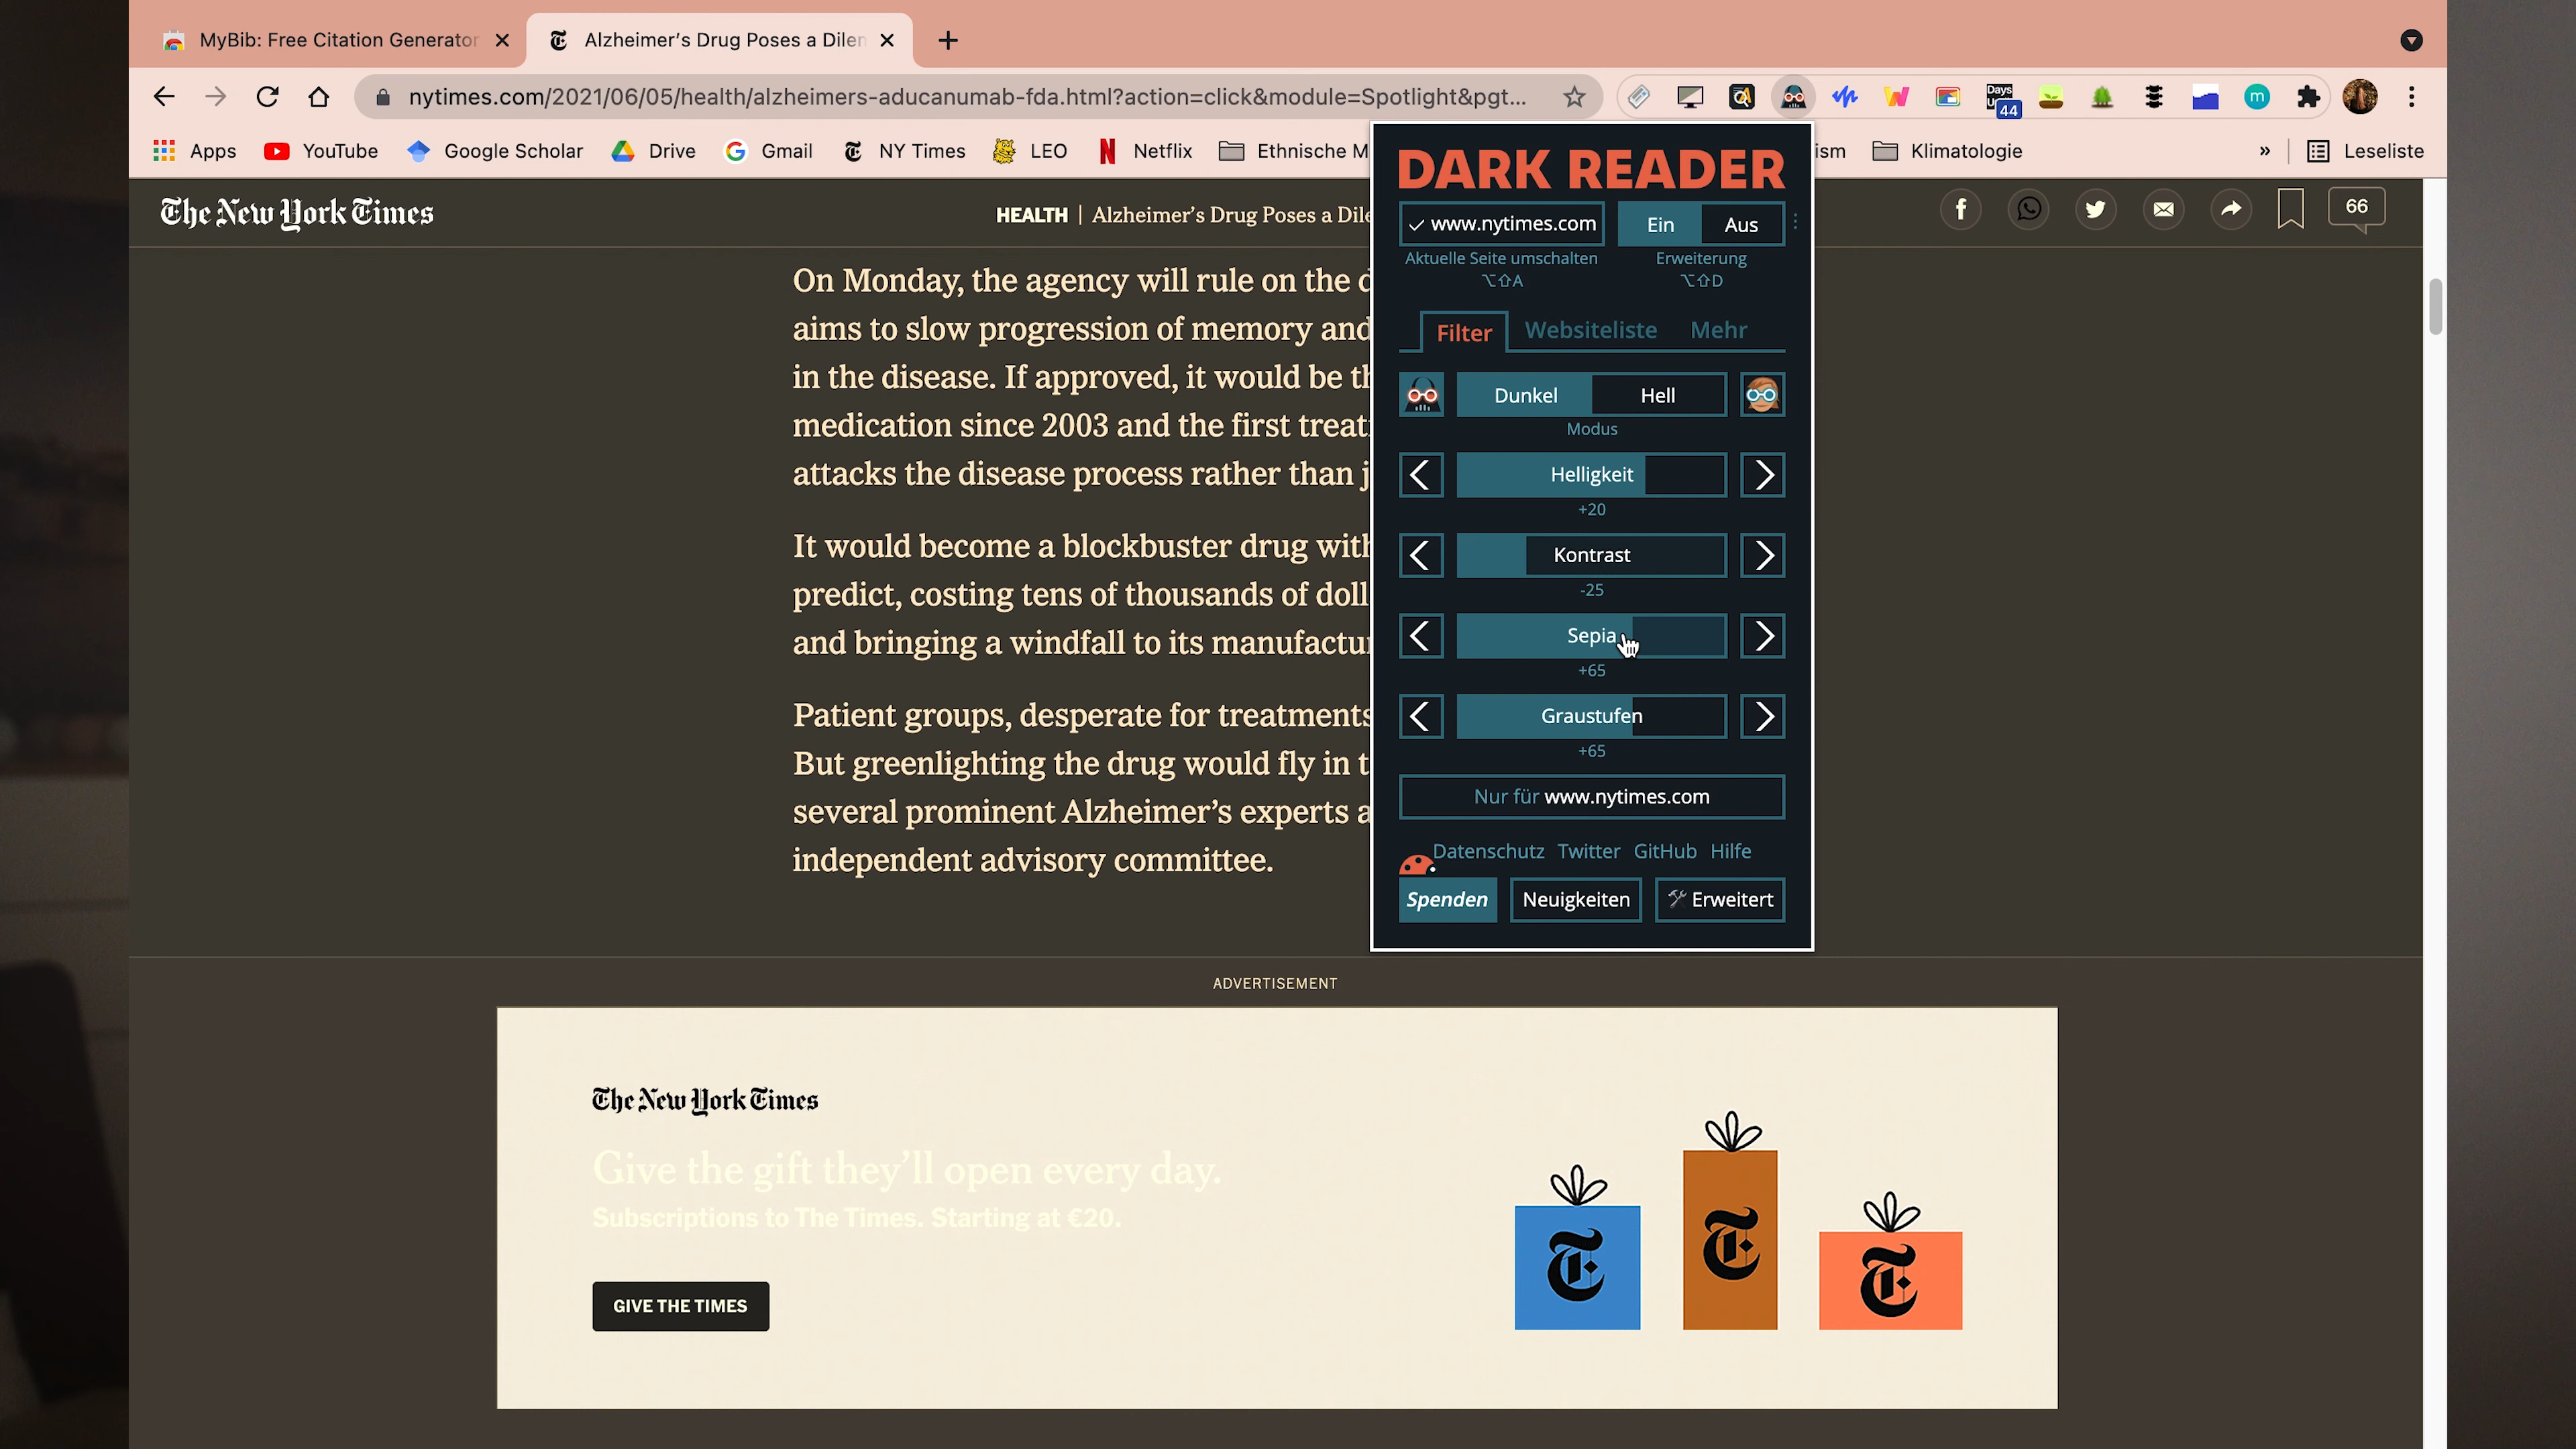 MyBib: Free Citation Generator
Alzheimer's Drug Poses a Dilen
nytimes.com/2021/06/05/health/alzheimers-aducanumab-fda.html?action=click&module=Spotlight&pgt...
Days
44
m
Apps
YouTube
Google Scholar
Drive
Gmail
NY Times
LEO
Netflix
Ethnische M
ism
Klimatologie
»
Leseliste
The New York Times
HEALTH | Alzheimer's Drug Poses a Dile
66
On Monday, the agency will rule on the d
aims to slow progression of memory and
in the disease. If approved, it would be th
medication since 2003 and the first treat
attacks the disease process rather than j
It would become a blockbuster drug with
predict, costing tens of thousands of doll
and bringing a windfall to its manufactu
Patient groups, desperate for treatments
But greenlighting the drug would fly in t
several prominent Alzheimer's experts a
independent advisory committee.
DARK READER
www.nytimes.com
Ein
Aus
Aktuelle Seite umschalten
Erweiterung
⌥⇧A
⌥⇧D
Filter
Websiteliste
Mehr
Dunkel
Hell
Modus
Helligkeit
+20
Kontrast
-25
Sepia
+65
Graustufen
+65
Nur für www.nytimes.com
Datenschutz
Twitter
GitHub
Hilfe
Spenden
Neuigkeiten
Erweitert
ADVERTISEMENT
The New York Times
Give the gift they'll open every day.
Subscriptions to The Times. Starting at €20.
GIVE THE TIMES
T
T
T